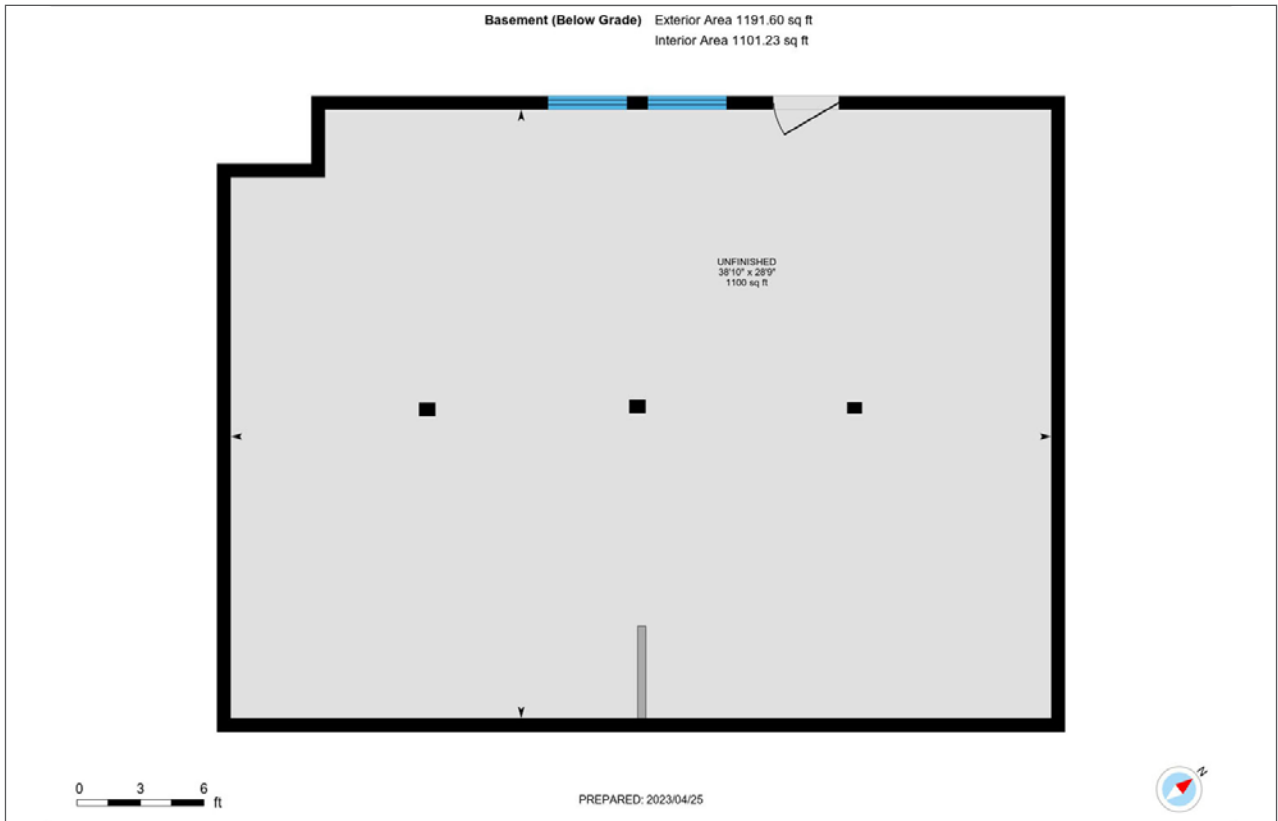 Basement (Below Grade) Exterior Area 1191.60 sq ft
Interior Area 1101.23 sq ft
UNFINISHED
38'10" x 28'9"
1100 sq ft
0 3 6
ft
PREPARED: 2023/04/25
N